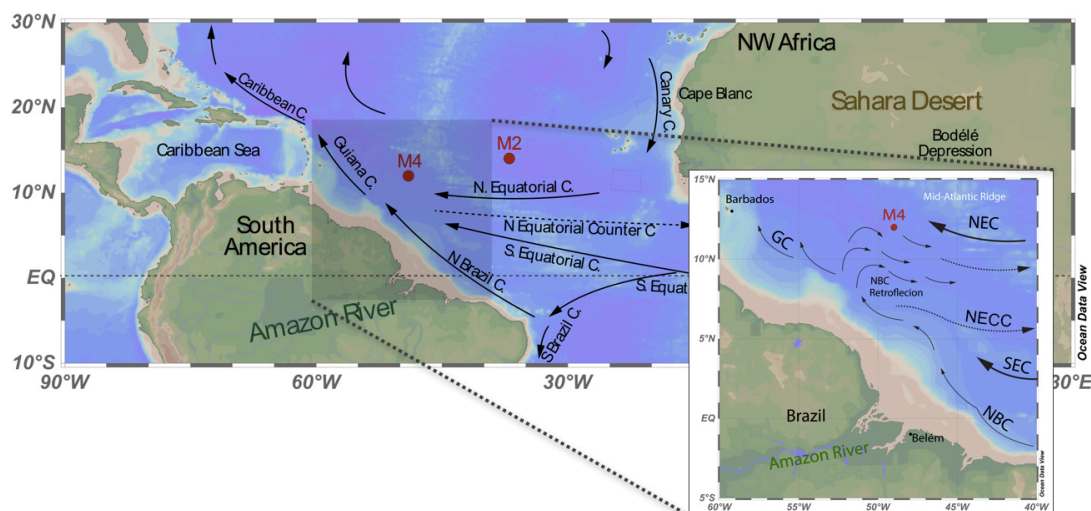 30°N
20°N
10°N
EQ
10°S
90°W
60°W
30°W
30°E
NW Africa
Cape Blanc
Canary C.
Sahara Desert
Bodélé
Depression
Caribbean C.
Caribbean Sea
Guiana C.
M4
M2
N. Equatorial C.
N Equatorial Counter C
S. Equatorial C.
S. Equat
South
America
N Brazil C.
S Brazil C.
Amazon River
Ocean Data View
15°N
10°N
5°N
EQ
5°S
60°W
55°W
50°W
45°W
40°W
Barbados
Mid-Atlantic Ridge
M4
NEC
GC
NBC
Retroflecion
NECC
SEC
NBC
Brazil
Belém
Amazon River
Ocean Data View